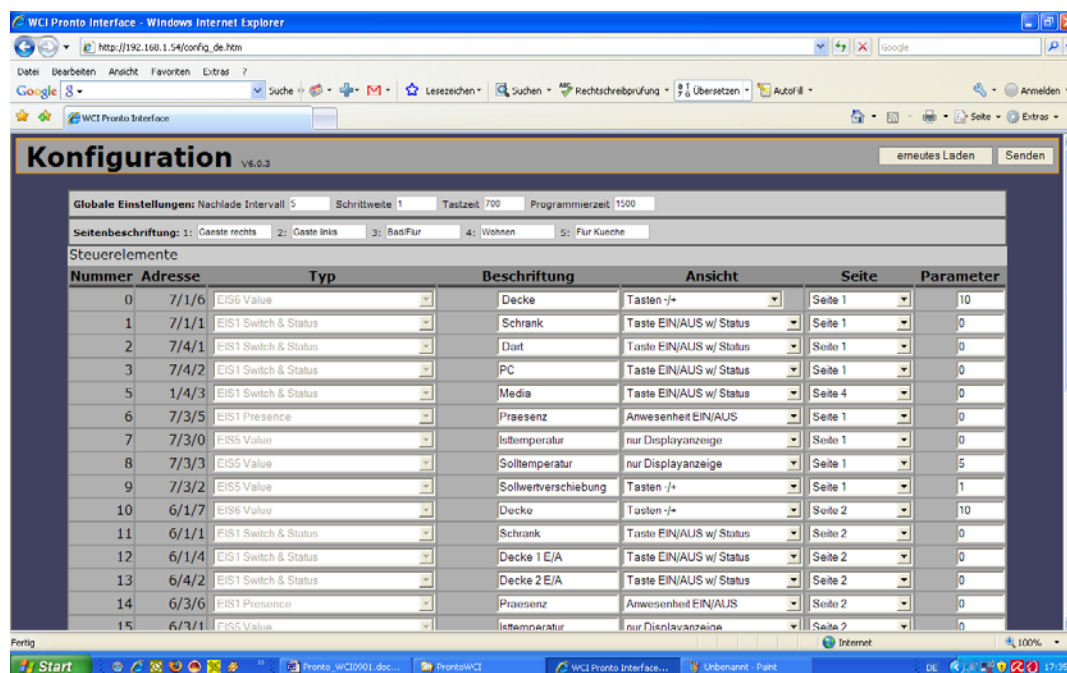 WCI Pronto Interface - Windows Internet Explorer
http://192.168.1.54/config_de.htm Google
Datei Bearbeiten Ansicht Favoriten Extras ?
Google Suche Lesezeichen Suchen Rechtschreibprüfung Übersetzen AutoFill Anmelden
WCI Pronto Interface Seite Extras
Konfiguration V6.0.3 erneutes Laden Senden
Globale Einstellungen: Nachlade Intervall 5 Schrittweite 1 Tastzeit 700 Programmierzeit 1500
Seitenbeschriftung: 1: Gaeste rechts 2: Gaste links 3: Bad/Flur 4: Wohnen 5: Flur Kueche
Steuerelemente
Nummer Adresse Typ Beschriftung Ansicht Seite Parameter
0 7/1/6 EIS6 Value Decke Tasten -/+ Seite 1 10
1 7/1/1 EIS1 Switch & Status Schrank Taste EIN/AUS w/ Status Seite 1 0
2 7/4/1 EIS1 Switch & Status Dart Taste EIN/AUS w/ Status Seite 1 0
3 7/4/2 EIS1 Switch & Status PC Taste EIN/AUS w/ Status Seite 1 0
5 1/4/3 EIS1 Switch & Status Media Taste EIN/AUS w/ Status Seite 4 0
6 7/3/5 EIS1 Presence Praesenz Anwesenheit EIN/AUS Seite 1 0
7 7/3/0 EIS5 Value Isttemperatur nur Displayanzeige Seite 1 0
8 7/3/3 EIS5 Value Solltemperatur nur Displayanzeige Seite 1 5
9 7/3/2 EIS5 Value Sollwertverschiebung Tasten -/+ Seite 1 1
10 6/1/7 EIS6 Value Decke Tasten -/+ Seite 2 10
11 6/1/1 EIS1 Switch & Status Schrank Taste EIN/AUS w/ Status Seite 2 0
12 6/1/4 EIS1 Switch & Status Decke 1 E/A Taste EIN/AUS w/ Status Seite 2 0
13 6/4/2 EIS1 Switch & Status Decke 2 E/A Taste EIN/AUS w/ Status Seite 2 0
14 6/3/6 EIS1 Presence Praesenz Anwesenheit EIN/AUS Seite 2 0
15 6/3/1 EIS5 Value Isttemperatur nur Displayanzeige Seite 2 0
Fertig Internet 100%
Start Pronto_WCI0901.doc... ProntoWCI WCI Pronto Interface... Unbenannt - Paint DE 17:35